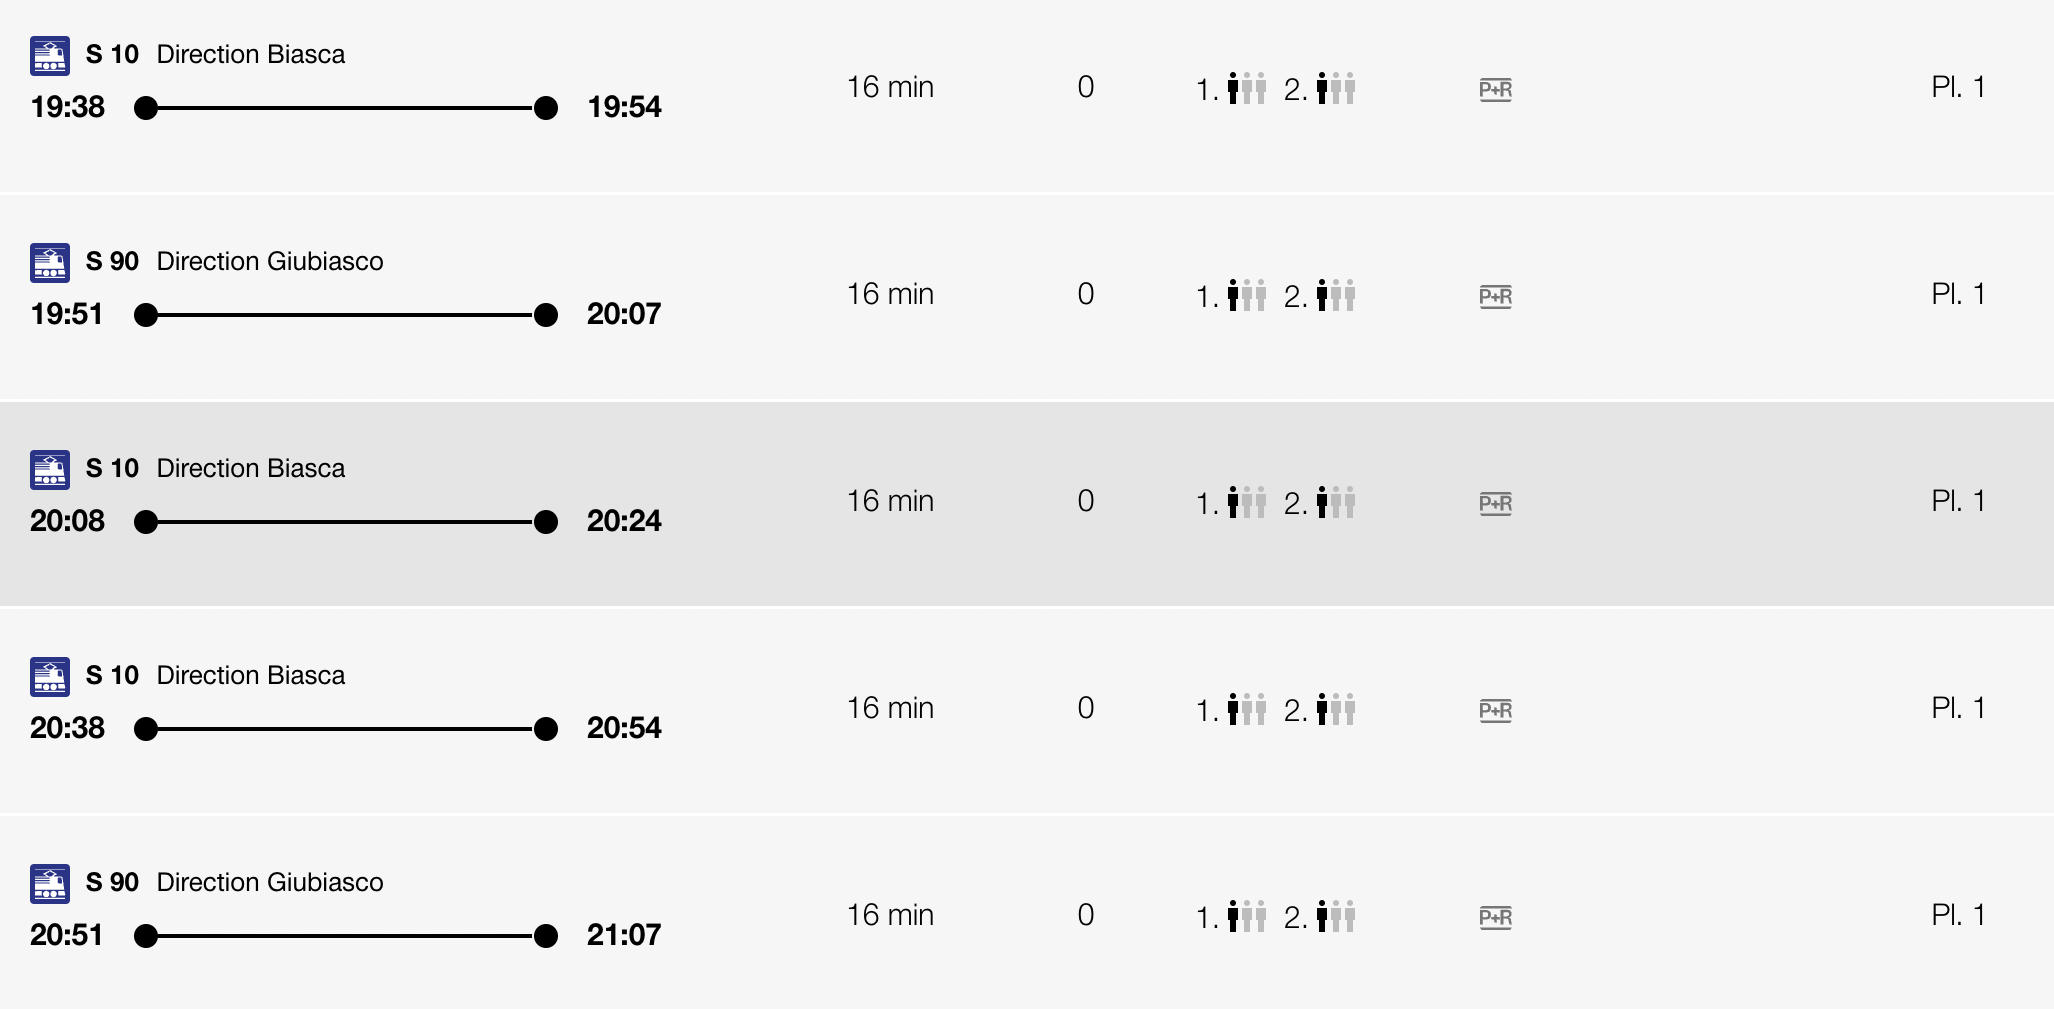 S 10 Direction Biasca
19:38 19:54 16 min 0 1. 2. P+R Pl. 1
S 90 Direction Giubiasco
19:51 20:07 16 min 0 1. 2. P+R Pl. 1
S 10 Direction Biasca
20:08 20:24 16 min 0 1. 2. P+R Pl. 1
S 10 Direction Biasca
20:38 20:54 16 min 0 1. 2. P+R Pl. 1
S 90 Direction Giubiasco
20:51 21:07 16 min 0 1. 2. P+R Pl. 1